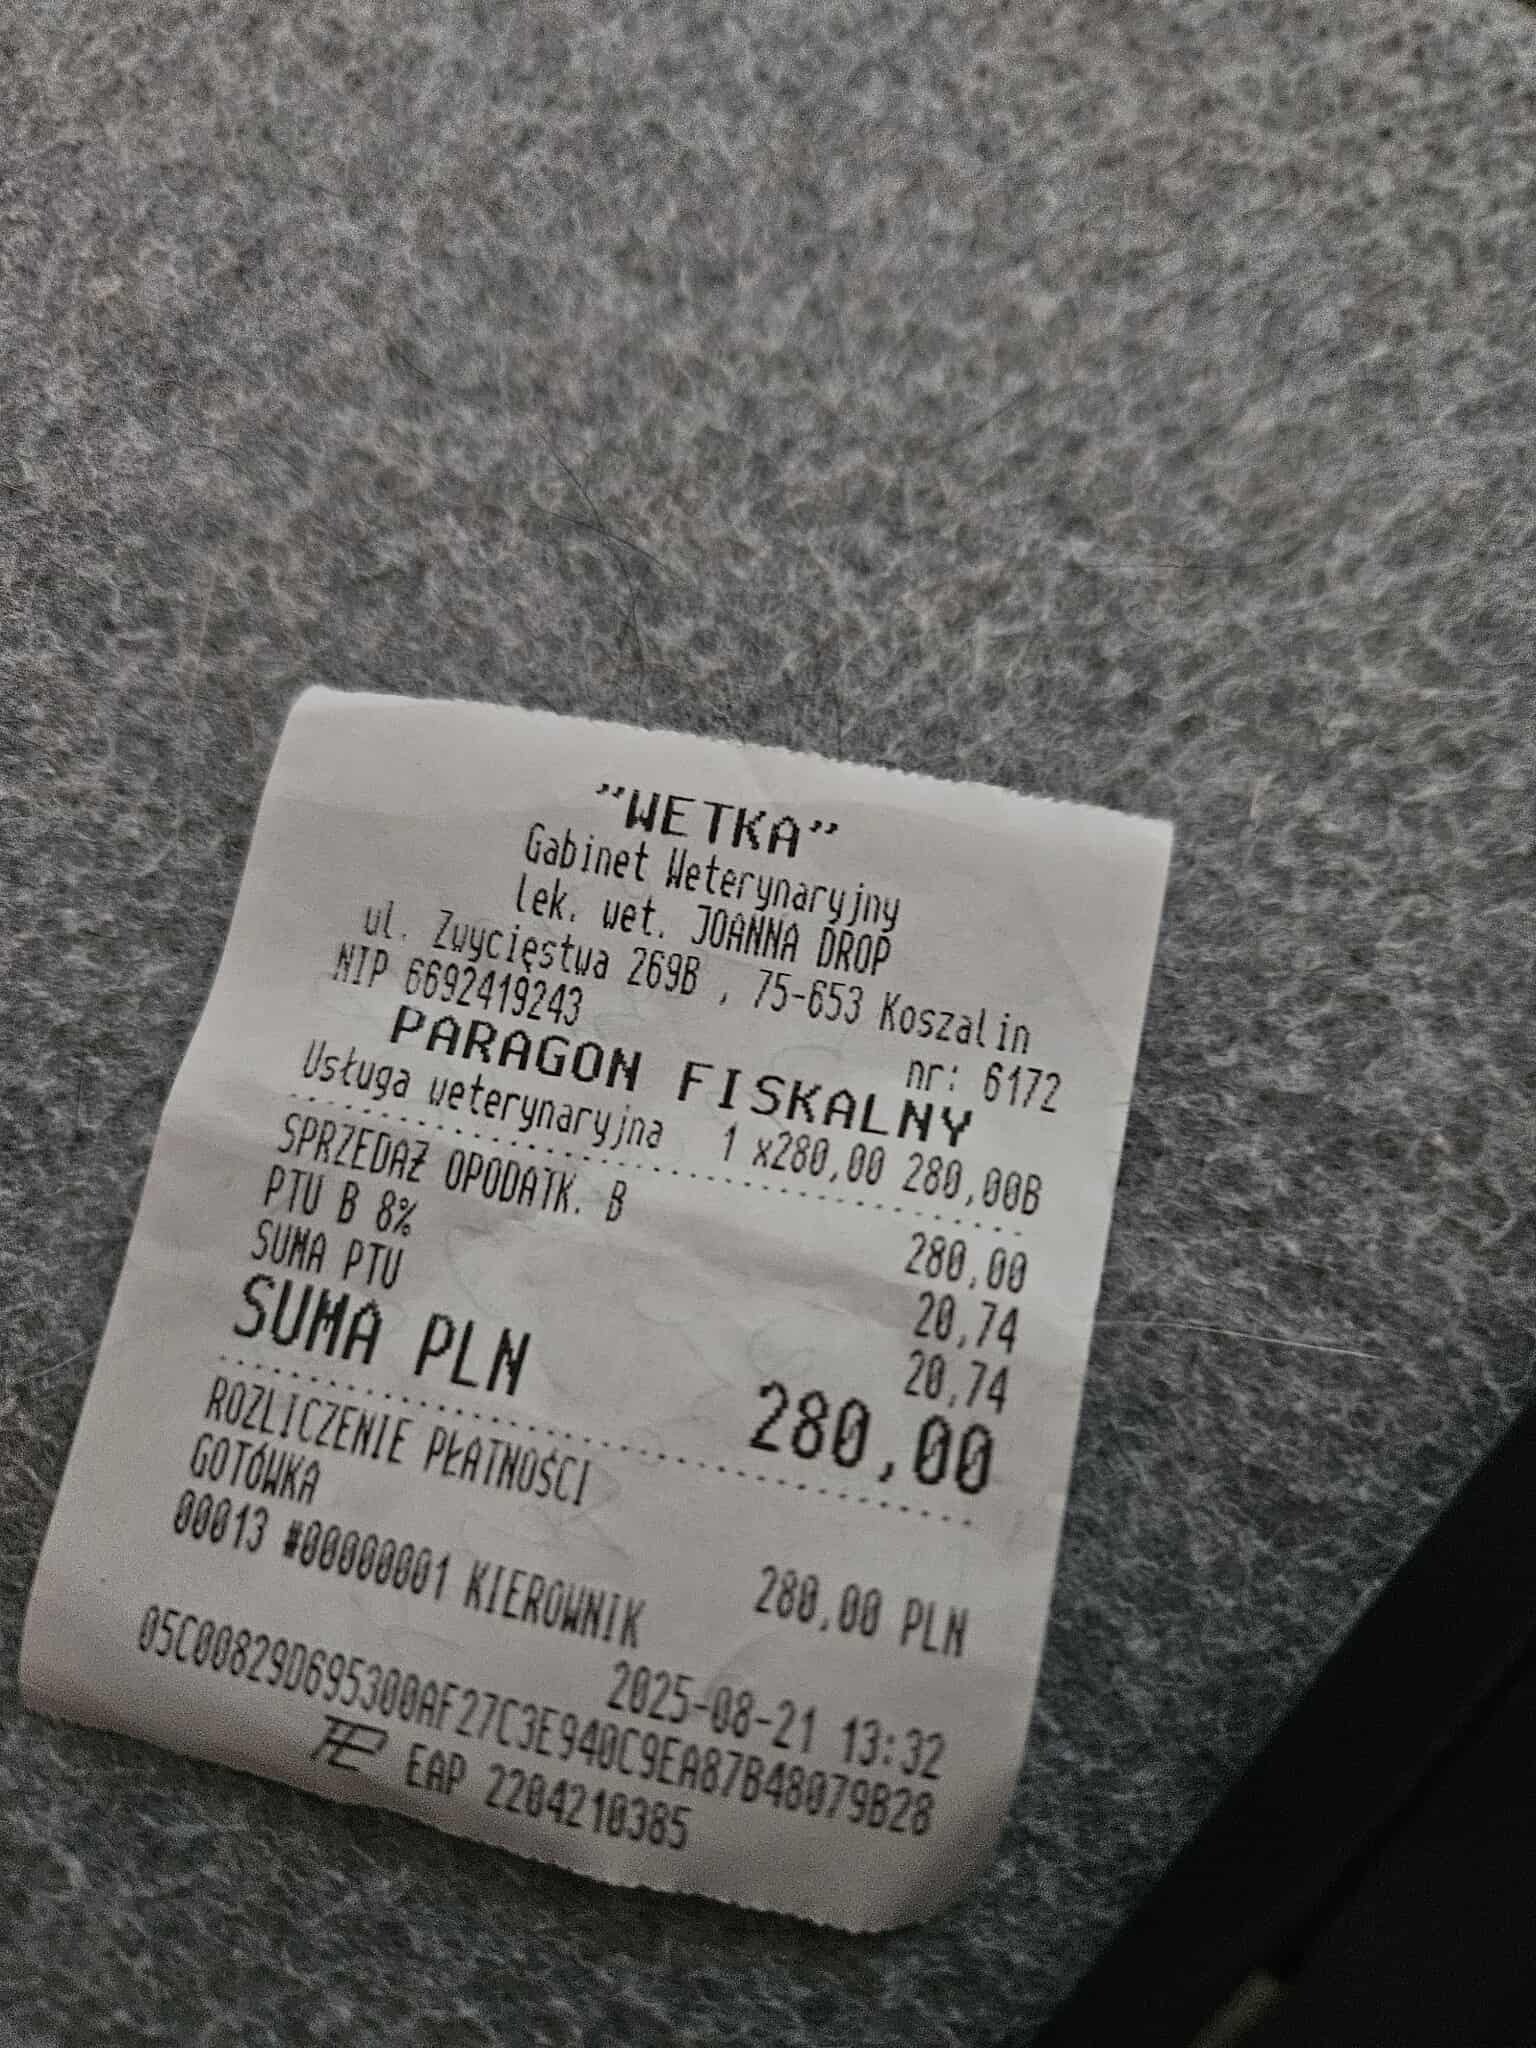 "WETKA"
Gabinet Weterynaryjny
lek. wet. JOANNA DROP
ul. Zwycięstwa 269B , 75-653 Koszalin
NIP 6692419243 nr: 6172
PARAGON FISKALNY
Usługa weterynaryjna 1 x280,00 280,00B
SPRZEDAŻ OPODATK. B 280,00
PTU B 8% 20,74
SUMA PTU 20,74
SUMA PLN 280,00
ROZLICZENIE PŁATNOŚCI
GOTÓWKA 280,00 PLN
00013 #00000001 KIEROWNIK 2025-08-21 13:32
05C00829D695300AF27C3E940C9EA87B48079B28
EAP 2204210385